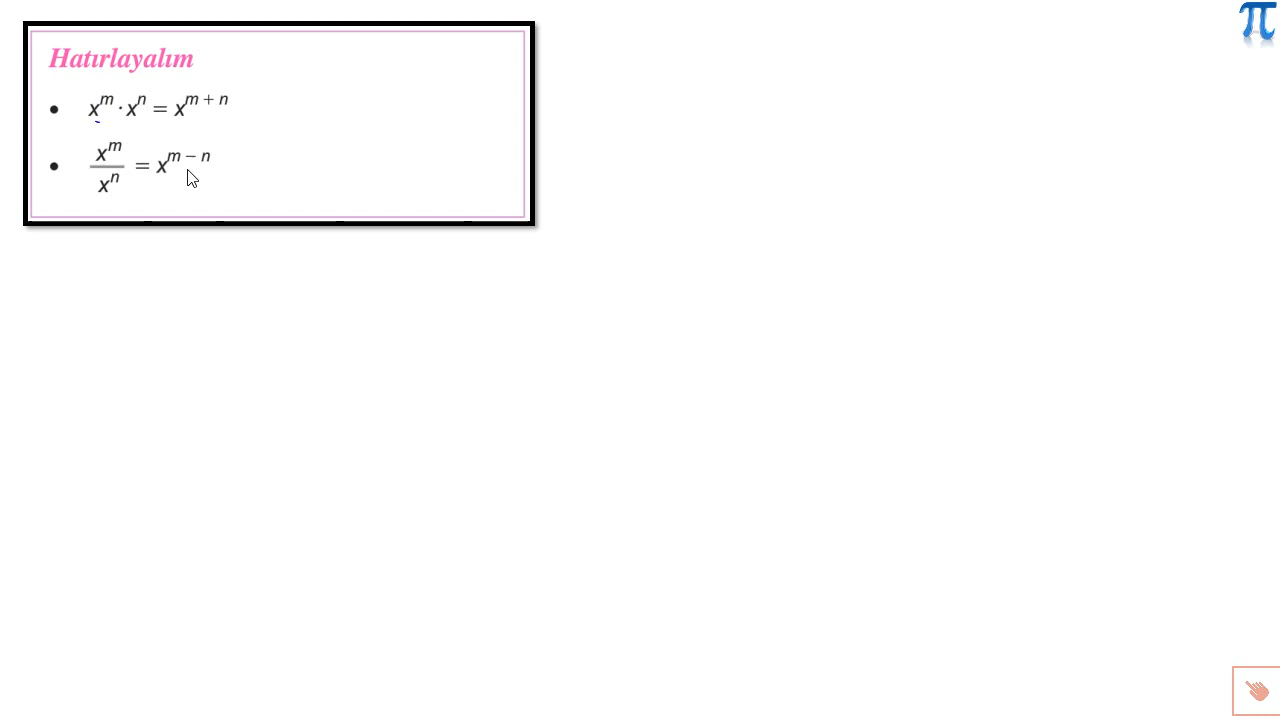 π
Hatırlayalım
• x^m · x^n = x^{m + n}
• x^m / x^n = x^{m − n}